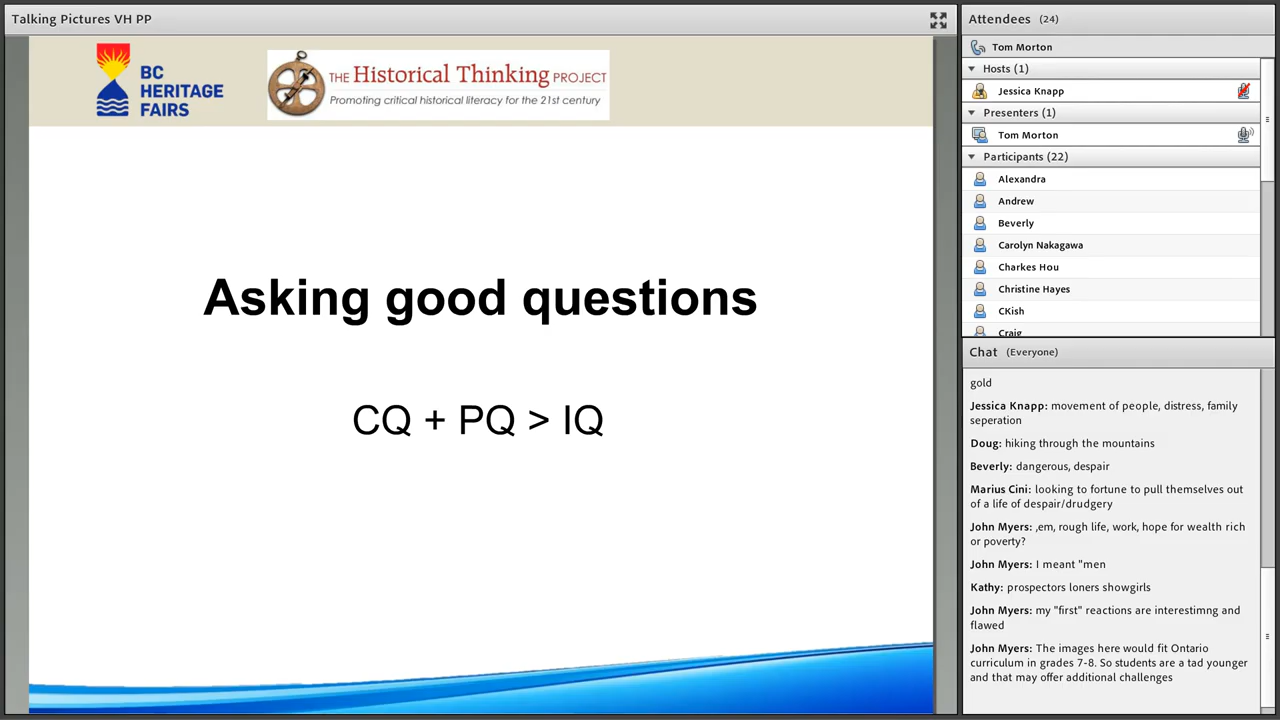 Talking Pictures VH PP
BC
HERITAGE
FAIRS
THE Historical Thinking PROJECT
Promoting critical historical literacy for the 21st century
Asking good questions
CQ + PQ > IQ
Attendees (24)
Tom Morton
Hosts (1)
Jessica Knapp
Presenters (1)
Tom Morton
Participants (22)
Alexandra
Andrew
Beverly
Carolyn Nakagawa
Charkes Hou
Christine Hayes
CKish
Craig
Chat (Everyone)
gold
Jessica Knapp: movement of people, distress, family
seperation
Doug: hiking through the mountains
Beverly: dangerous, despair
Marius Cini: looking to fortune to pull themselves out
of a life of despair/drudgery
John Myers: ,em, rough life, work, hope for wealth rich
or poverty?
John Myers: I meant "men
Kathy: prospectors loners showgirls
John Myers: my "first" reactions are interestimng and
flawed
John Myers: The images here would fit Ontario
curriculum in grades 7-8. So students are a tad younger
and that may offer additional challenges